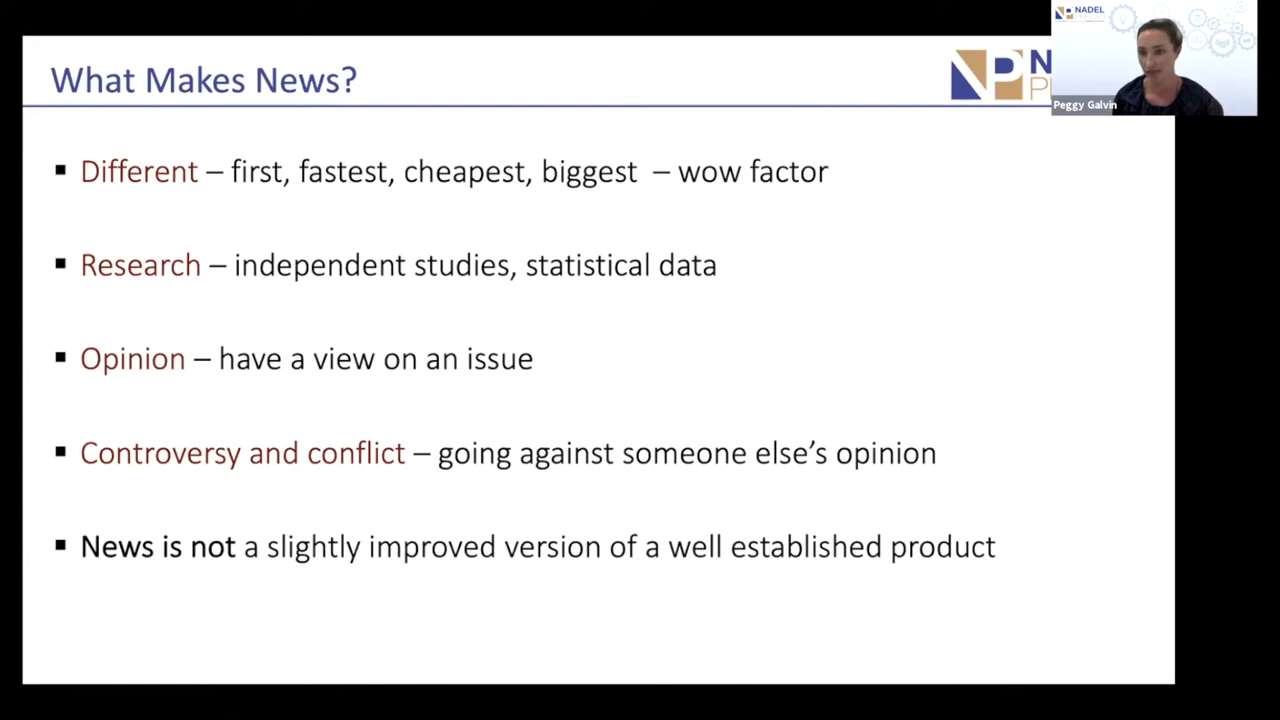 What Makes News?
NP N
P
NP NADEL
Peggy Galvin
▪ Different – first, fastest, cheapest, biggest – wow factor
▪ Research – independent studies, statistical data
▪ Opinion – have a view on an issue
▪ Controversy and conflict – going against someone else’s opinion
▪ News is not a slightly improved version of a well established product